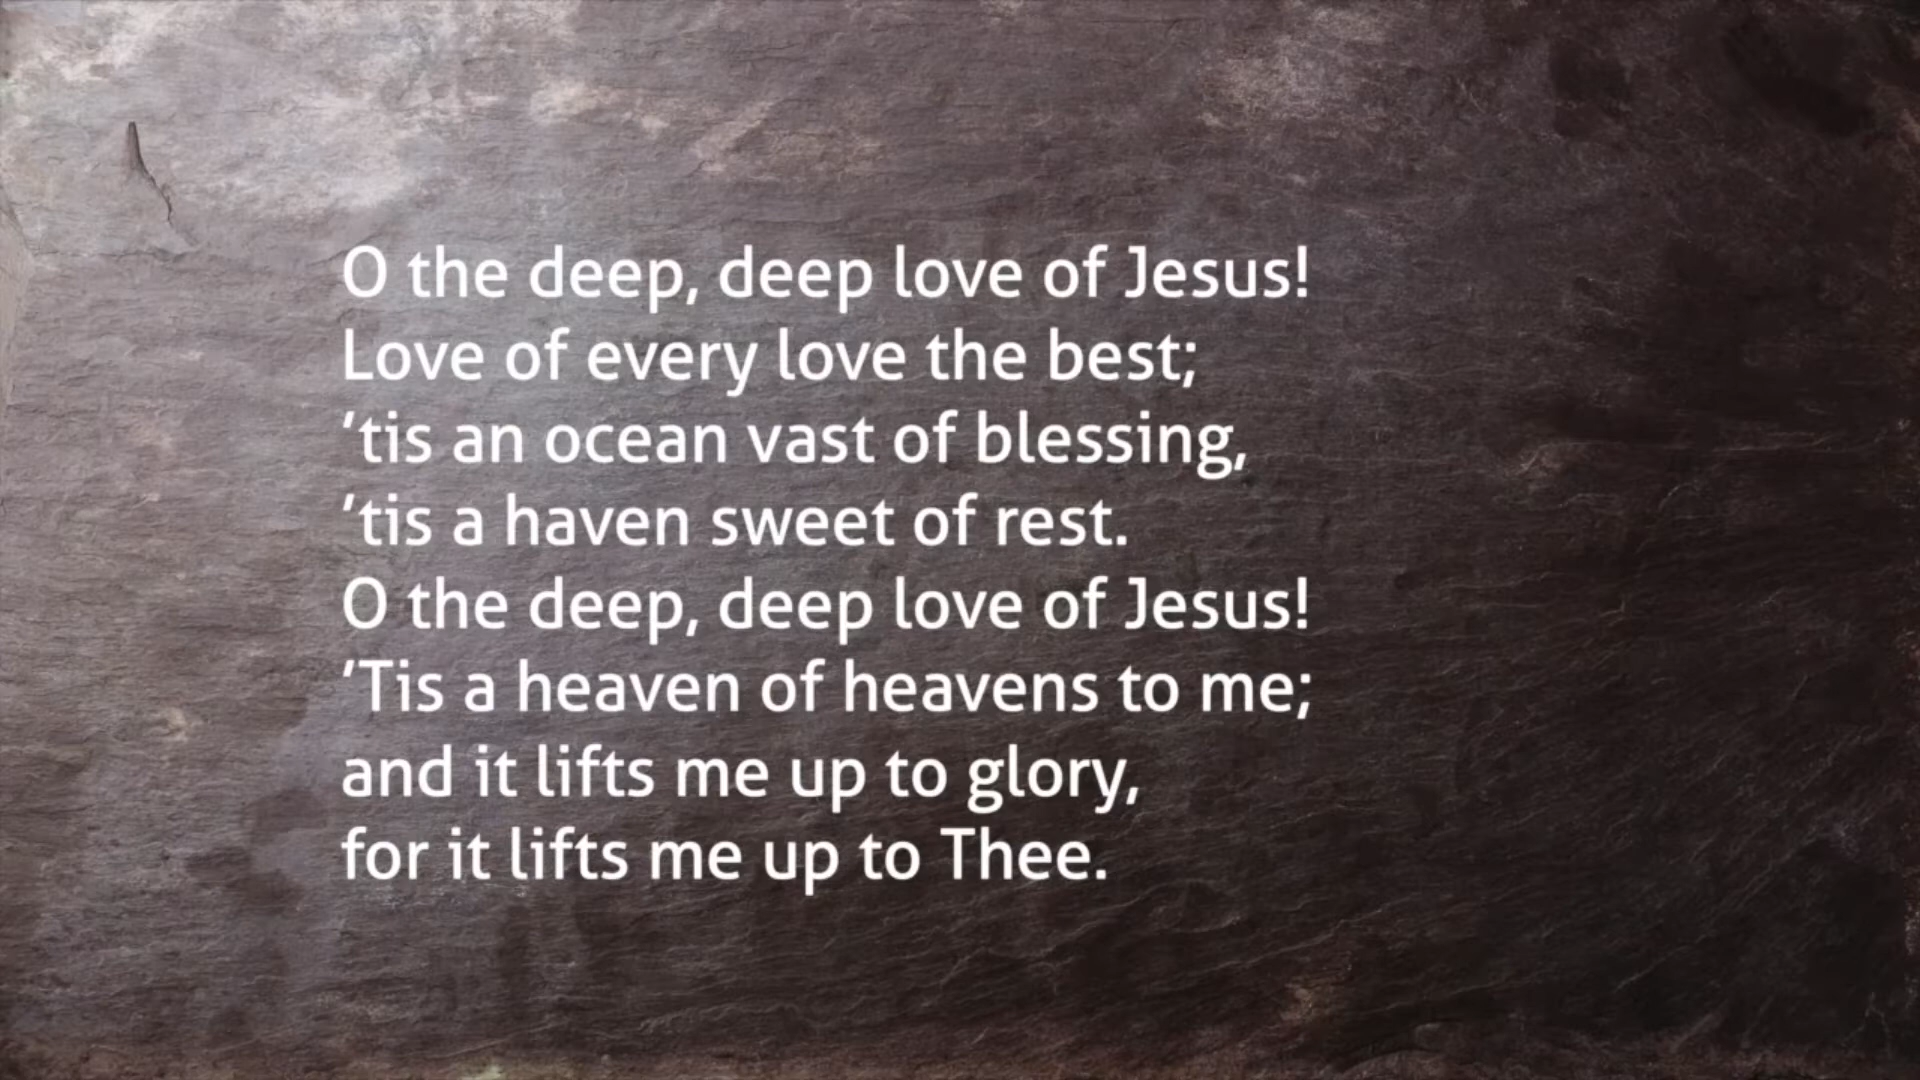 O the deep, deep love of Jesus!
Love of every love the best;
’tis an ocean vast of blessing,
’tis a haven sweet of rest.
O the deep, deep love of Jesus!
’Tis a heaven of heavens to me;
and it lifts me up to glory,
for it lifts me up to Thee.